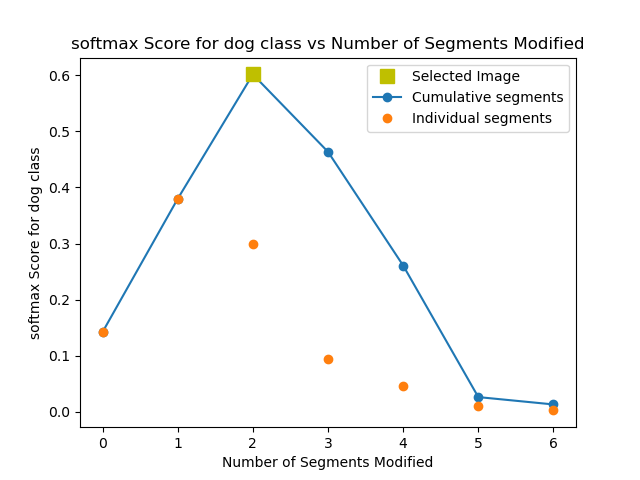 softmax Score for dog class vs Number of Segments Modified
Selected Image
Cumulative segments
Individual segments
softmax Score for dog class
0.6
0.5
0.4
0.3
0.2
0.1
0.0
0 1 2 3 4 5 6
Number of Segments Modified